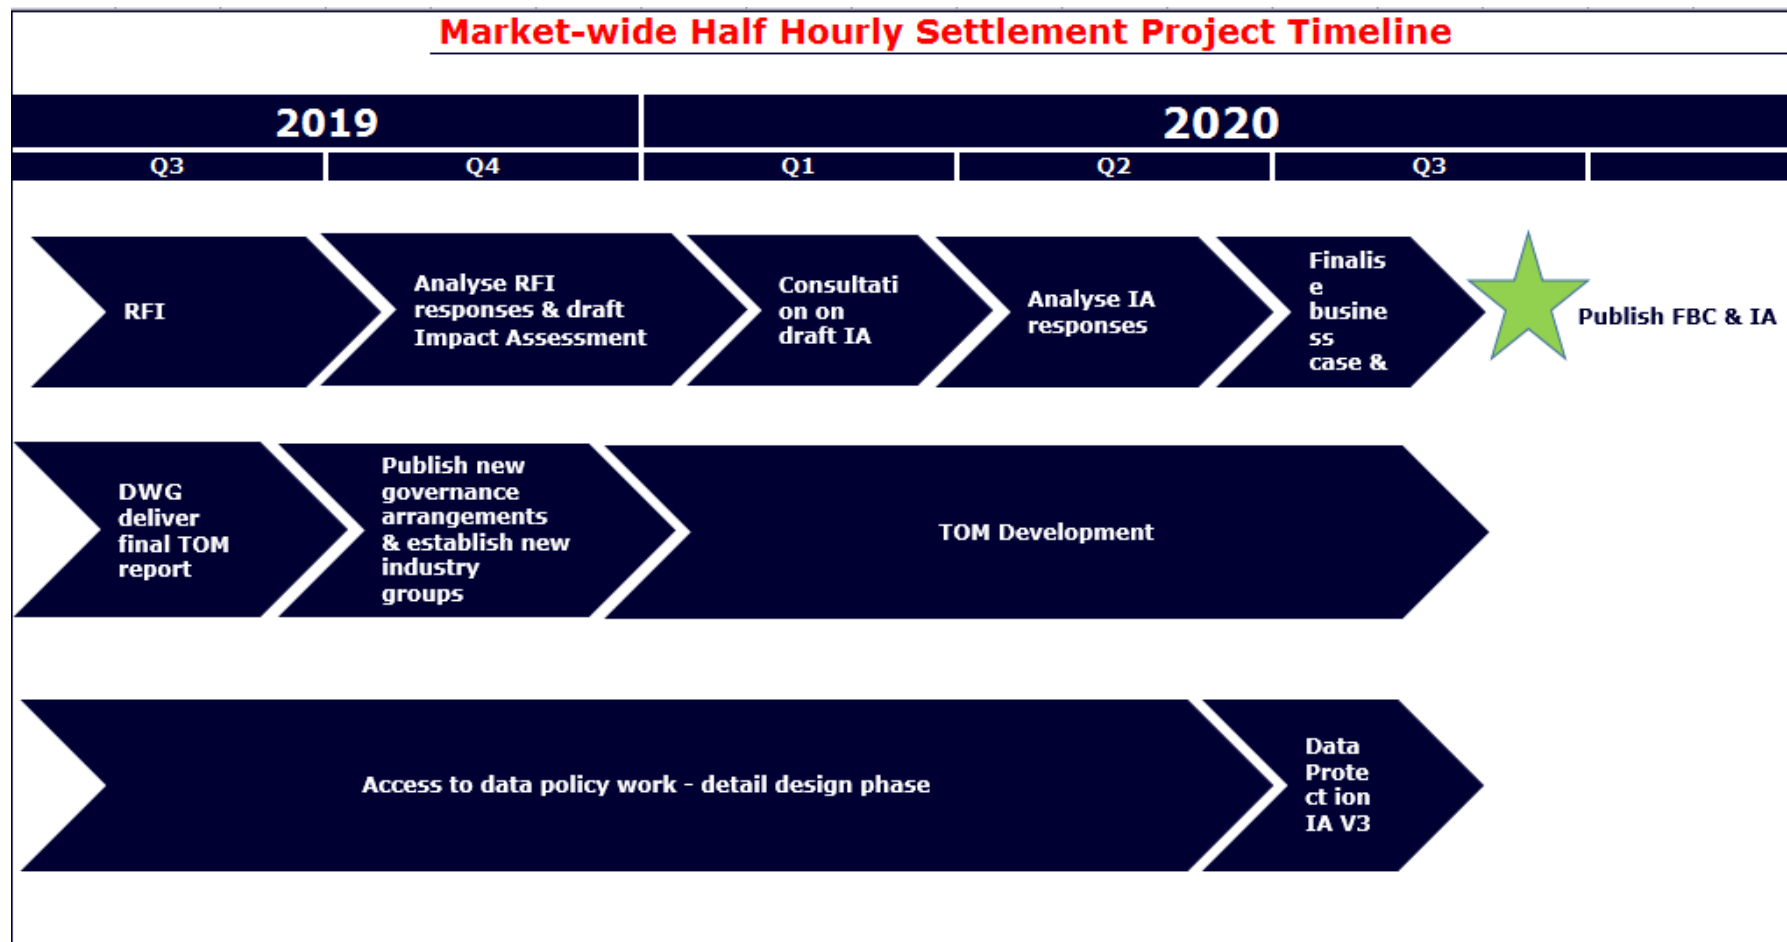 Market-wide Half Hourly Settlement Project Timeline
2019
2020
Q3
Q4
Q1
Q2
Q3
RFI
Analyse RFI
responses & draft
Impact Assessment
Consultati
on on
draft IA
Analyse IA
responses
Finalis
e
busine
ss
case &
Publish FBC & IA
DWG
deliver
final TOM
report
Publish new
governance
arrangements
& establish new
industry
groups
TOM Development
Access to data policy work - detail design phase
Data
Prote
ct ion
IA V3